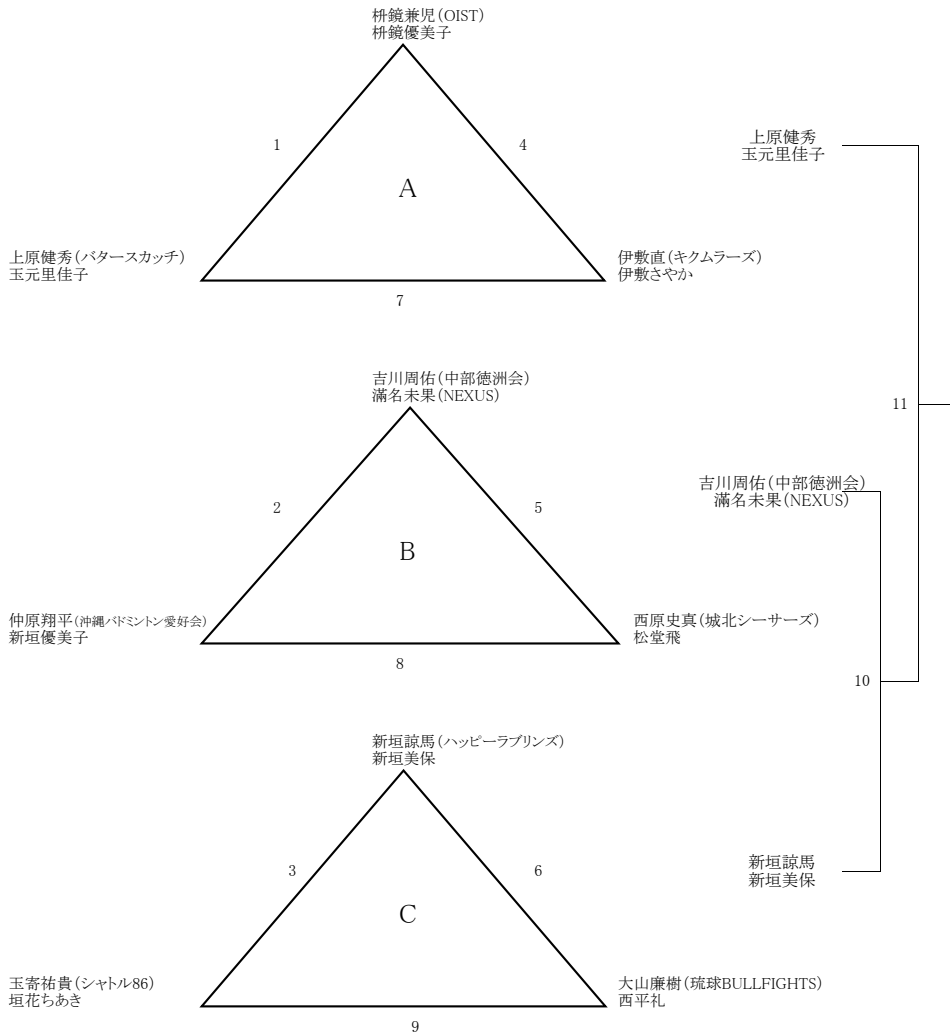 枡鏡兼児(OIST)
枡鏡優美子
1
4
A
上原健秀(バタースカッチ)
玉元里佳子
伊敷直(キクムラーズ)
伊敷さやか
7
上原健秀
玉元里佳子
吉川周佑(中部徳洲会)
滿名未果(NEXUS)
2
5
B
仲原翔平(沖縄バドミントン愛好会)
新垣優美子
西原史真(城北シーサーズ)
松堂飛
8
11
吉川周佑(中部徳洲会)
滿名未果(NEXUS)
10
新垣諒馬(ハッピーラブリンズ)
新垣美保
3
6
C
玉寄祐貴(シャトル86)
垣花ちあき
大山廉樹(琉球BULLFIGHTS)
西平礼
9
新垣諒馬
新垣美保